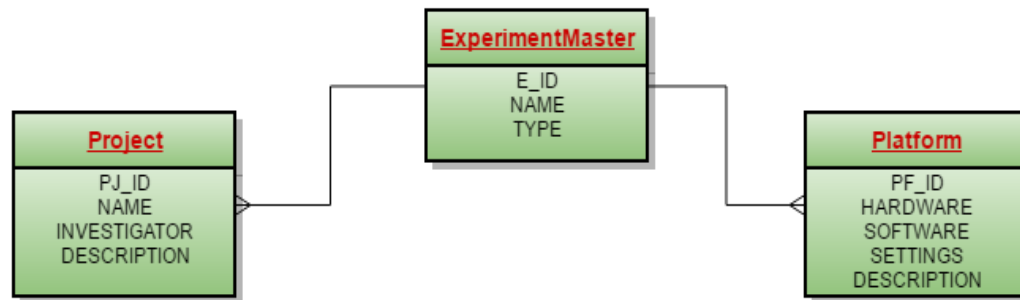 ExperimentMaster
E_ID
NAME
TYPE
Project
PJ_ID
NAME
INVESTIGATOR
DESCRIPTION
Platform
PF_ID
HARDWARE
SOFTWARE
SETTINGS
DESCRIPTION